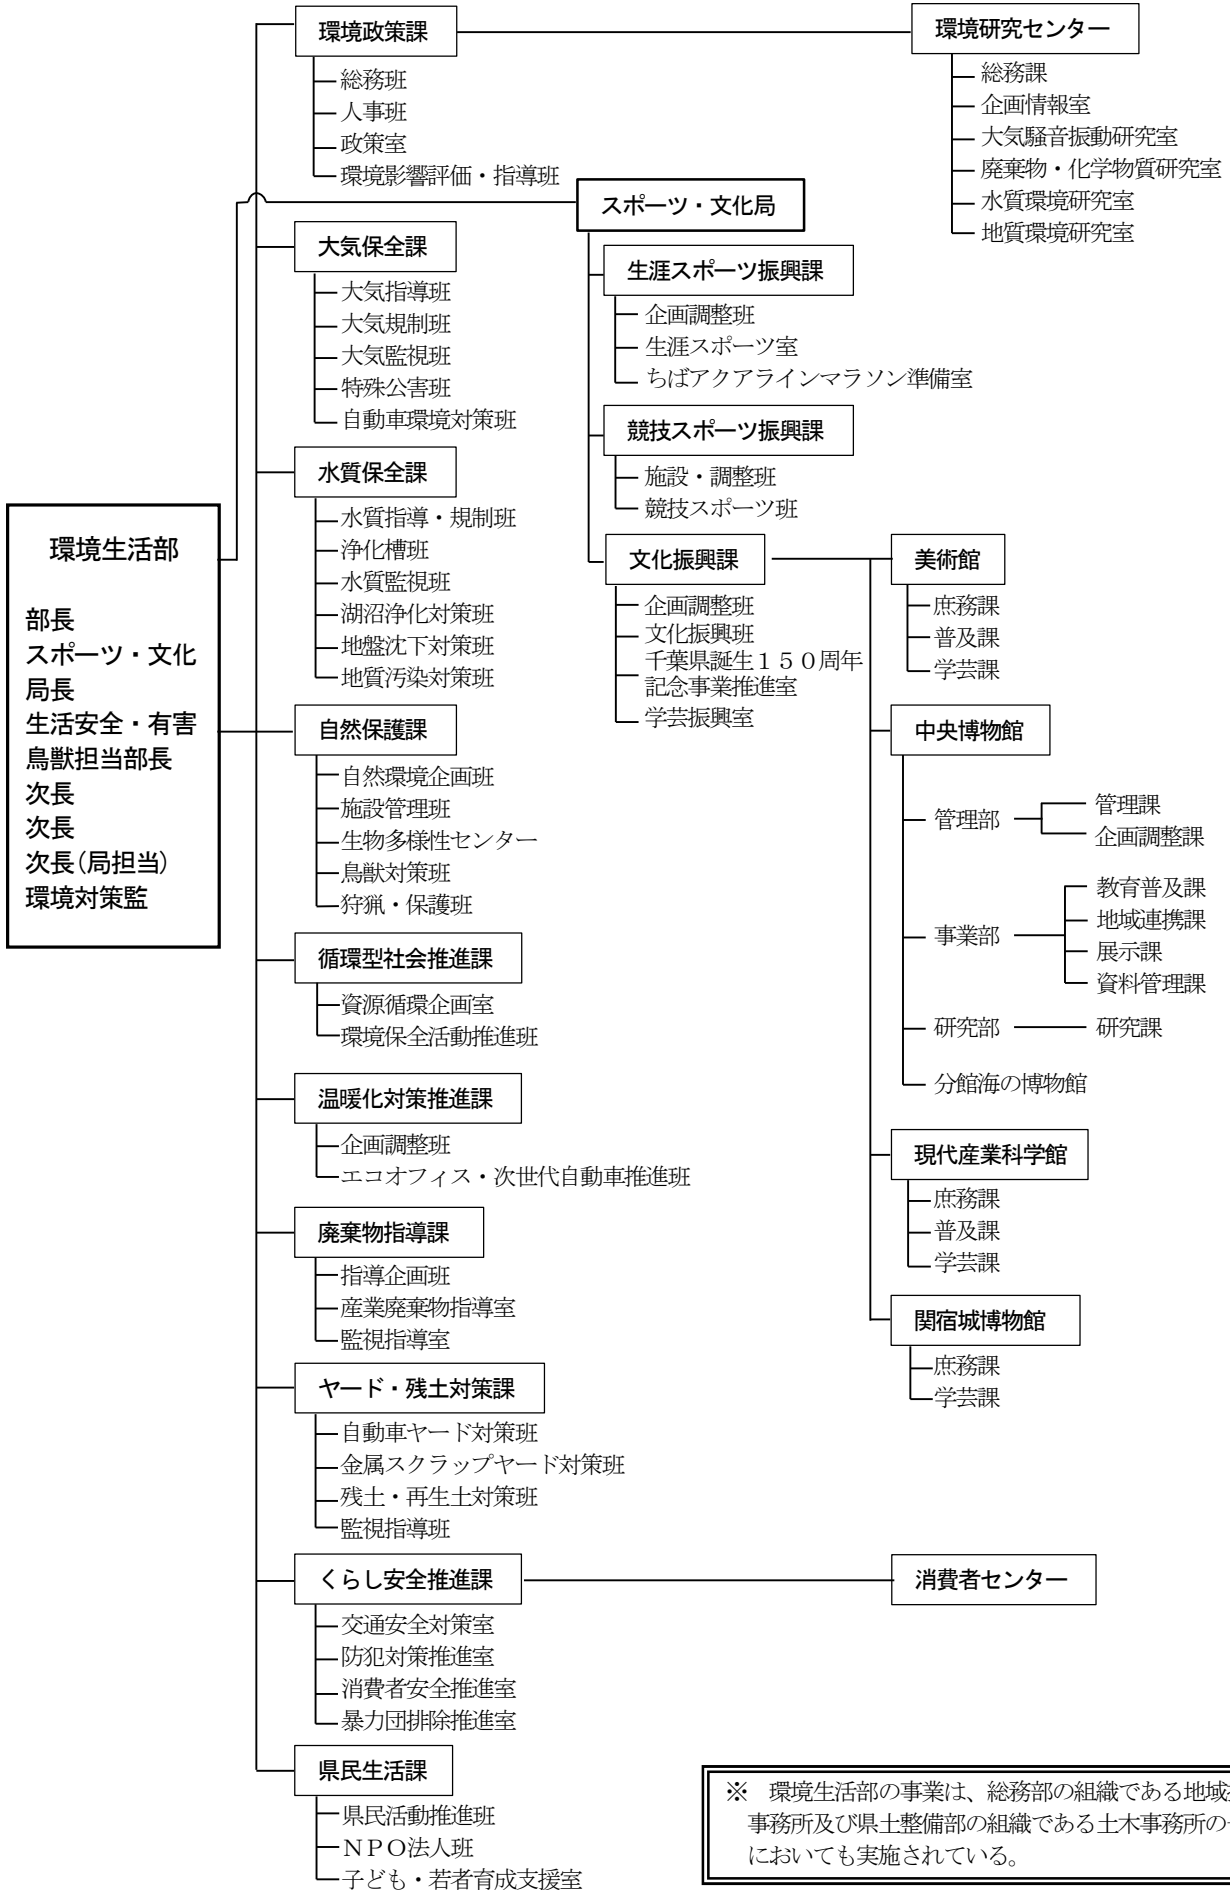 環境生活部
部長
スポーツ・文化
局長
生活安全・有害
鳥獣担当部長
次長
次長
次長(局担当)
環境対策監
環境政策課
総務班
人事班
政策室
環境影響評価・指導班
環境研究センター
総務課
企画情報室
大気騒音振動研究室
廃棄物・化学物質研究室
水質環境研究室
地質環境研究室
スポーツ・文化局
生涯スポーツ振興課
企画調整班
生涯スポーツ室
ちばアクアラインマラソン準備室
競技スポーツ振興課
施設・調整班
競技スポーツ班
文化振興課
企画調整班
文化振興班
千葉県誕生150周年
記念事業推進室
学芸振興室
美術館
庶務課
普及課
学芸課
中央博物館
管理部
管理課
企画調整課
事業部
教育普及課
地域連携課
展示課
資料管理課
研究部
研究課
分館海の博物館
現代産業科学館
庶務課
普及課
学芸課
関宿城博物館
庶務課
学芸課
大気保全課
大気指導班
大気規制班
大気監視班
特殊公害班
自動車環境対策班
水質保全課
水質指導・規制班
浄化槽班
水質監視班
湖沼浄化対策班
地盤沈下対策班
地質汚染対策班
自然保護課
自然環境企画班
施設管理班
生物多様性センター
鳥獣対策班
狩猟・保護班
循環型社会推進課
資源循環企画室
環境保全活動推進班
温暖化対策推進課
企画調整班
エコオフィス・次世代自動車推進班
廃棄物指導課
指導企画班
産業廃棄物指導室
監視指導室
ヤード・残土対策課
自動車ヤード対策班
金属スクラップヤード対策班
残土・再生土対策班
監視指導班
くらし安全推進課
交通安全対策室
防犯対策推進室
消費者安全推進室
暴力団排除推進室
消費者センター
県民生活課
県民活動推進班
NPO法人班
子ども・若者育成支援室
※ 環境生活部の事業は、総務部の組織である地域
事務所及び県土整備部の組織である土木事務所の
においても実施されている。